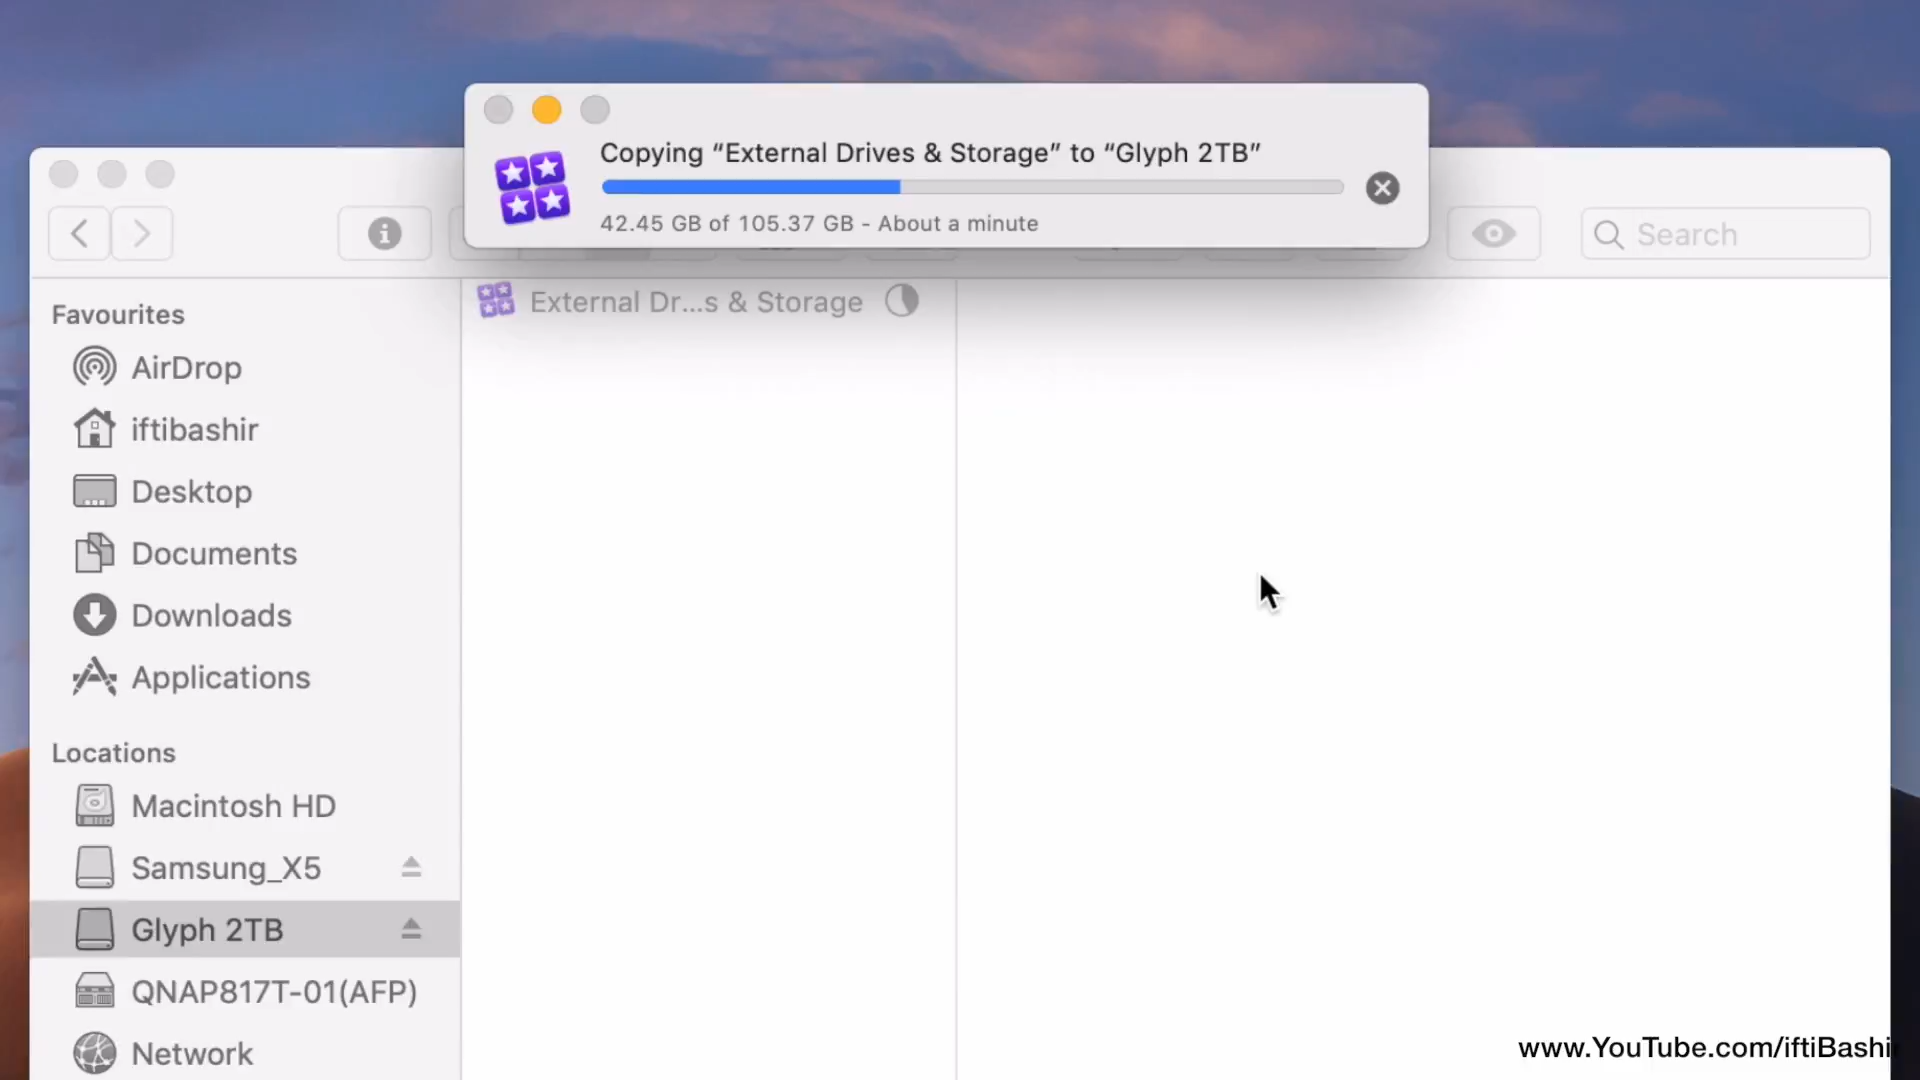 Copying “External Drives & Storage” to “Glyph 2TB”
42.45 GB of 105.37 GB - About a minute
Search
External Dr...s & Storage
Favourites
AirDrop
iftibashir
Desktop
Documents
Downloads
Applications
Locations
Macintosh HD
Samsung_X5
Glyph 2TB
QNAP817T-01(AFP)
Network
www.YouTube.com/iftiBashi